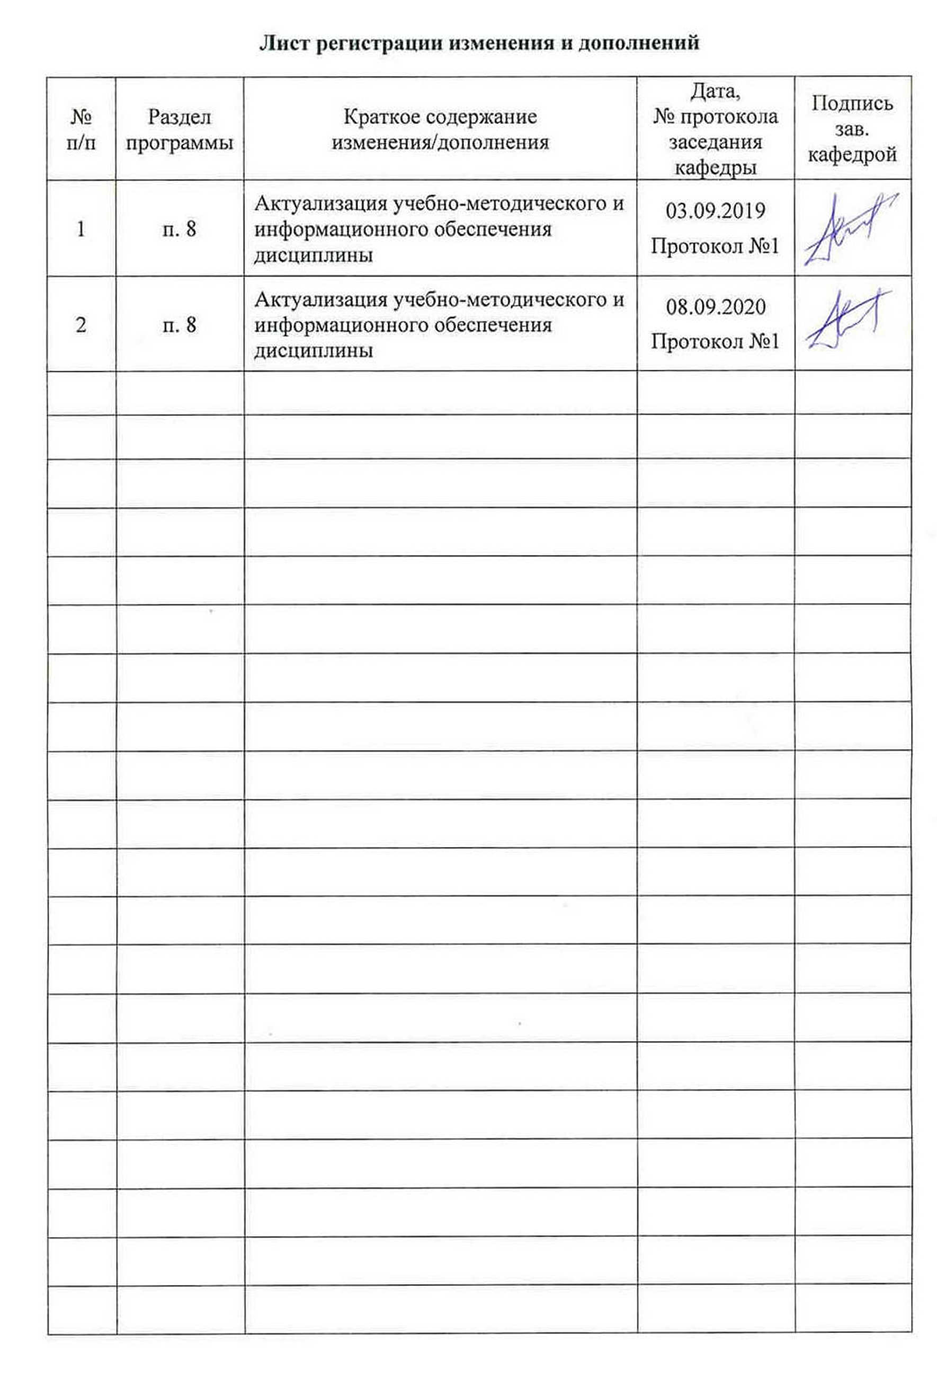 Лист регистрации изменения и дополнений
№
п/п
Раздел
программы
Краткое содержание
изменения/дополнения
Дата,
№ протокола
заседания
кафедры
Подпись
зав.
кафедрой
1
п. 8
Актуализация учебно-методического и
информационного обеспечения
дисциплины
03.09.2019
Протокол №1
2
п. 8
Актуализация учебно-методического и
информационного обеспечения
дисциплины
08.09.2020
Протокол №1